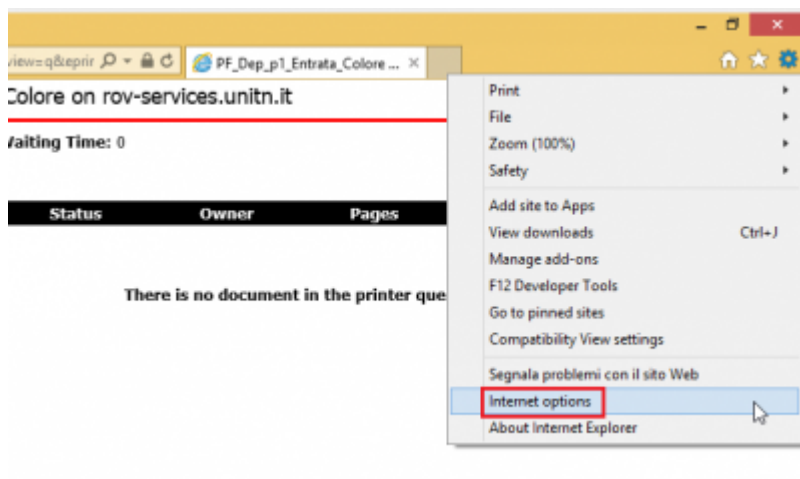 view=q&eprir
PF_Dep_p1_Entrata_Colore ...
Colore on rov-services.unitn.it
Waiting Time: 0
Status Owner Pages
There is no document in the printer que
Print
File
Zoom (100%)
Safety
Add site to Apps
View downloads Ctrl+J
Manage add-ons
F12 Developer Tools
Go to pinned sites
Compatibility View settings
Segnala problemi con il sito Web
Internet options
About Internet Explorer